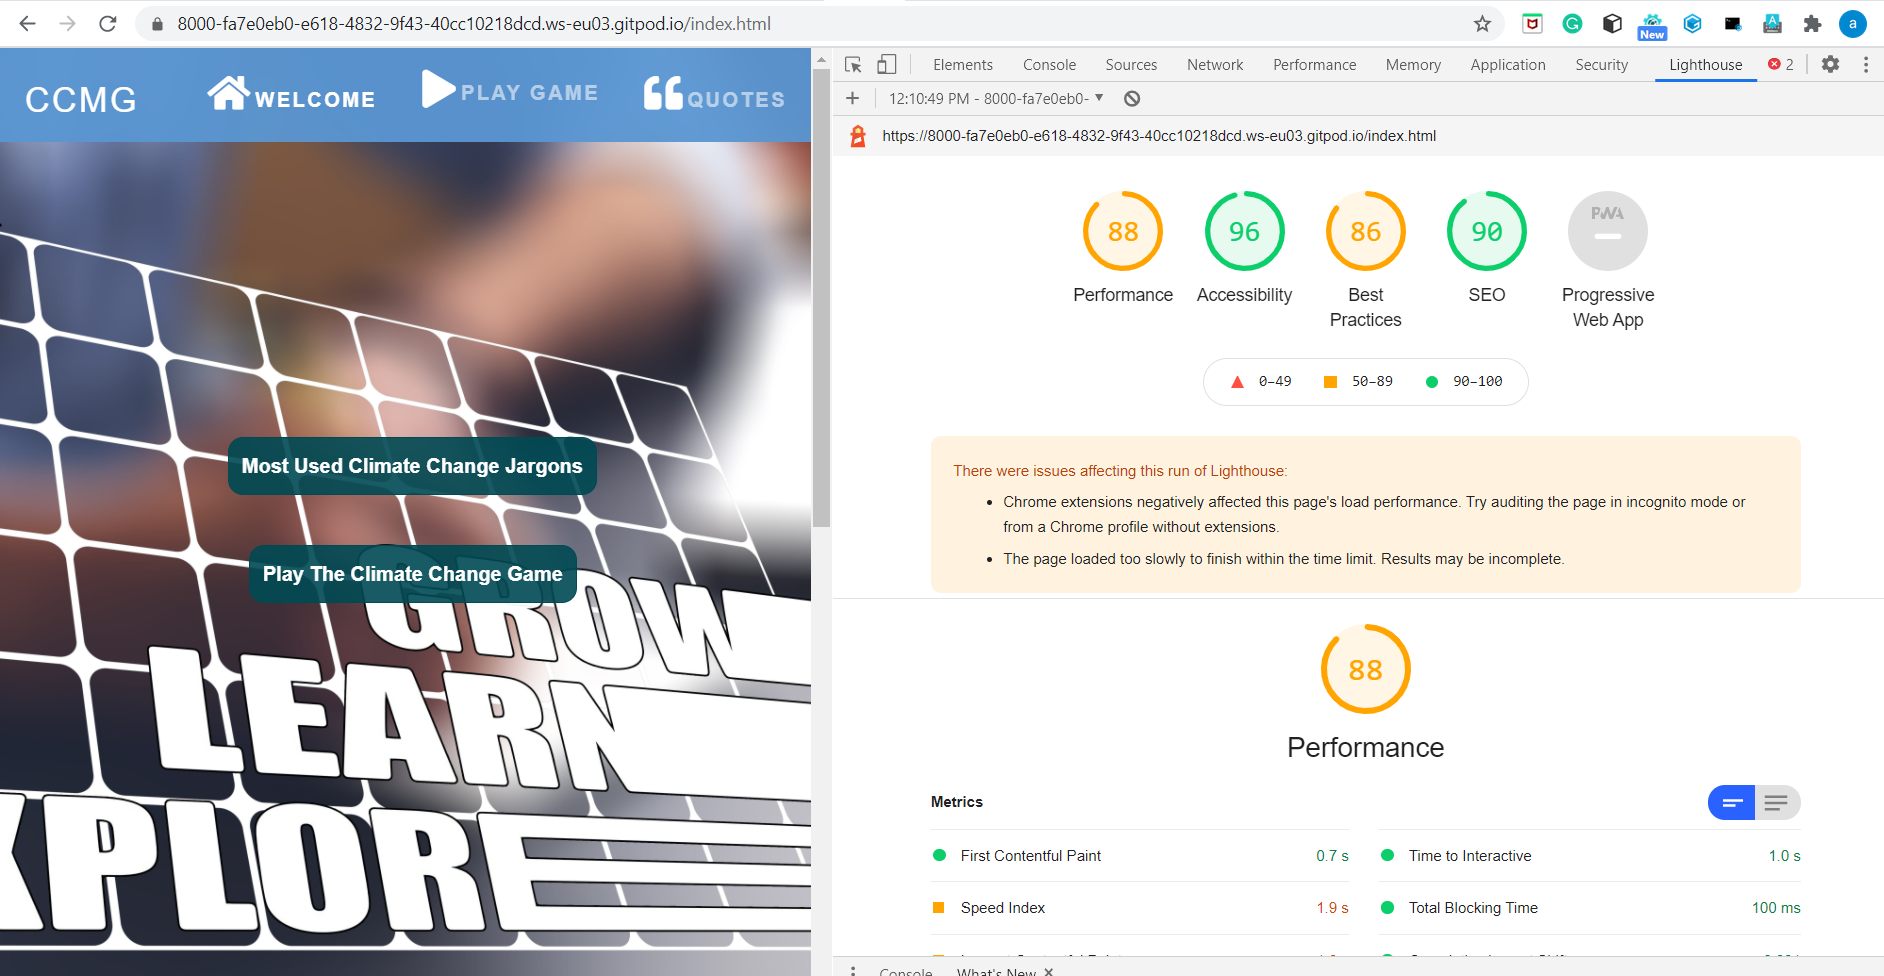 8000-fa7e0eb0-e618-4832-9f43-40cc10218dcd.ws-eu03.gitpod.io/index.html
New
a
CCMG
WELCOME
PLAY GAME
QUOTES
Most Used Climate Change Jargons
Play The Climate Change Game
GROW
LEARN
XPLORE
Elements
Console
Sources
Network
Performance
Memory
Application
Security
Lighthouse
2
12:10:49 PM - 8000-fa7e0eb0-
https://8000-fa7e0eb0-e618-4832-9f43-40cc10218dcd.ws-eu03.gitpod.io/index.html
88
Performance
96
Accessibility
86
Best
Practices
90
SEO
PWA
Progressive
Web App
0–49
50–89
90–100
There were issues affecting this run of Lighthouse:
Chrome extensions negatively affected this page's load performance. Try auditing the page in incognito mode or
from a Chrome profile without extensions.
The page loaded too slowly to finish within the time limit. Results may be incomplete.
88
Performance
Metrics
First Contentful Paint 0.7 s
Time to Interactive 1.0 s
Speed Index 1.9 s
Total Blocking Time 100 ms
Console
What's New